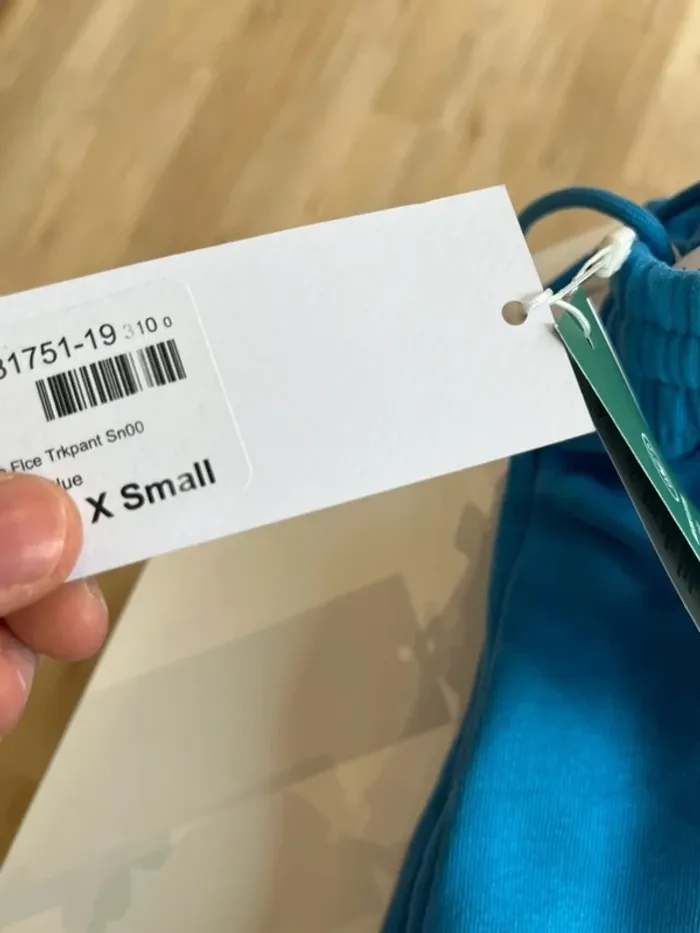 31751-19 310 0
Flce Trkpant Sn00
lue
X Small